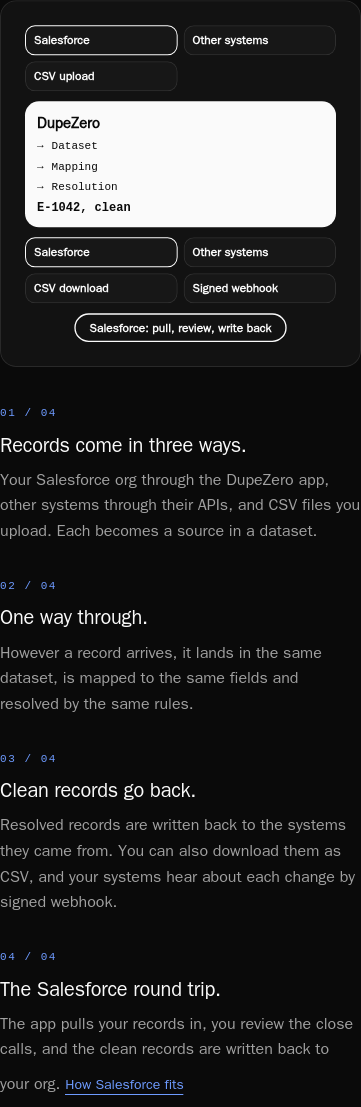 Salesforce
Other systems
CSV upload
DupeZero
→ Dataset
→ Mapping
→ Resolution
E-1042, clean
Salesforce
Other systems
CSV download
Signed webhook
Salesforce: pull, review, write back
01 / 04
Records come in three ways.
Your Salesforce org through the DupeZero app,
other systems through their APIs, and CSV files you
upload. Each becomes a source in a dataset.
02 / 04
One way through.
However a record arrives, it lands in the same
dataset, is mapped to the same fields and
resolved by the same rules.
03 / 04
Clean records go back.
Resolved records are written back to the systems
they came from. You can also download them as
CSV, and your systems hear about each change by
signed webhook.
04 / 04
The Salesforce round trip.
The app pulls your records in, you review the close
calls, and the clean records are written back to
your org. How Salesforce fits